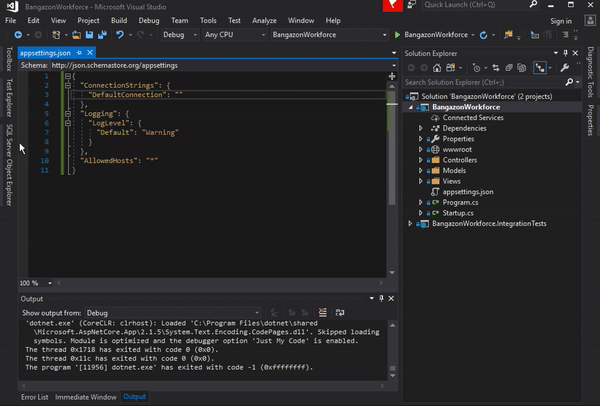 BangazonWorkforce - Microsoft Visual Studio
Quick Launch (Ctrl+Q)
File Edit View Project Build Debug Team Tools Analyze Window Help
Sign in
Debug Any CPU BangazonWorkforce BangazonWorkforce
appsettings.json
Schema: http://json.schemastore.org/appsettings
1 {
2 "ConnectionStrings": {
3 "DefaultConnection": ""
4 },
5 "Logging": {
6 "LogLevel": {
7 "Default": "Warning"
8 }
9 },
10 "AllowedHosts": "*"
11 }
100 %
Toolbox
Test Explorer
SQL Server Object Explorer
Solution Explorer
Search Solution Explorer (Ctrl+;)
Solution 'BangazonWorkforce' (2 projects)
BangazonWorkforce
Connected Services
Dependencies
Properties
wwwroot
Controllers
Models
Views
appsettings.json
Program.cs
Startup.cs
BangazonWorkforce.IntegrationTests
Diagnostic Tools
Properties
Output
Show output from: Debug
'dotnet.exe' (CoreCLR: clrhost): Loaded 'C:\Program Files\dotnet\shared
\Microsoft.AspNetCore.App\2.1.5\System.Text.Encoding.CodePages.dll'. Skipped loading
symbols. Module is optimized and the debugger option 'Just My Code' is enabled.
The thread 0x1718 has exited with code 0 (0x0).
The thread 0x11c has exited with code 0 (0x0).
The program '[11956] dotnet.exe' has exited with code -1 (0xffffffff).
Error List Immediate Window Output